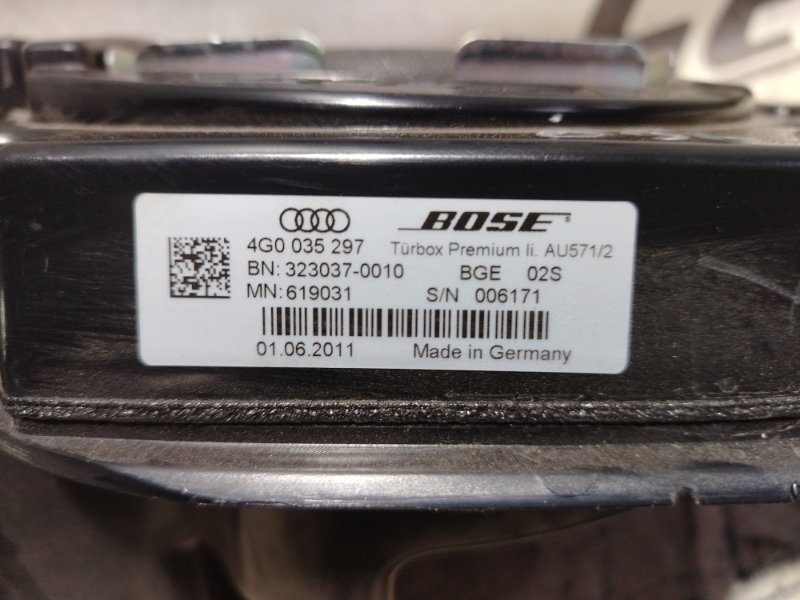 BOSE®
4G0 035 297 Türbox Premium li. AU571/2
BN: 323037-0010 BGE 02S
MN: 619031 S/N 006171
01.06.2011 Made in Germany